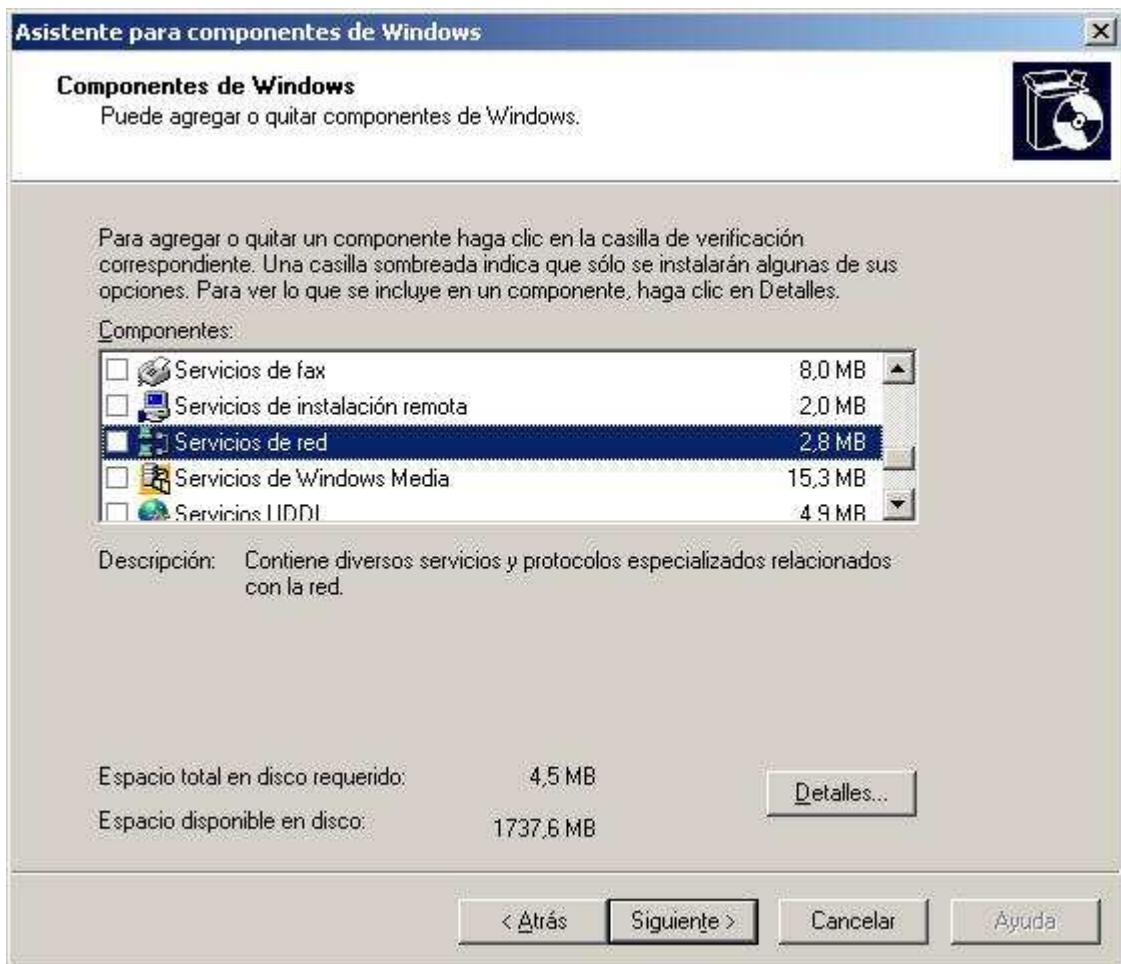 Asistente para componentes de Windows
Componentes de Windows
Puede agregar o quitar componentes de Windows.
Para agregar o quitar un componente haga clic en la casilla de verificación
correspondiente. Una casilla sombreada indica que sólo se instalarán algunas de sus
opciones. Para ver lo que se incluye en un componente, haga clic en Detalles.
Componentes:
Servicios de fax 8,0 MB
Servicios de instalación remota 2,0 MB
Servicios de red 2,8 MB
Servicios de Windows Media 15,3 MB
Servicios UDDI 4,9 MB
Descripción: Contiene diversos servicios y protocolos especializados relacionados
con la red.
Espacio total en disco requerido: 4,5 MB
Detalles...
Espacio disponible en disco: 1737,6 MB
< Atrás Siguiente > Cancelar Ayuda